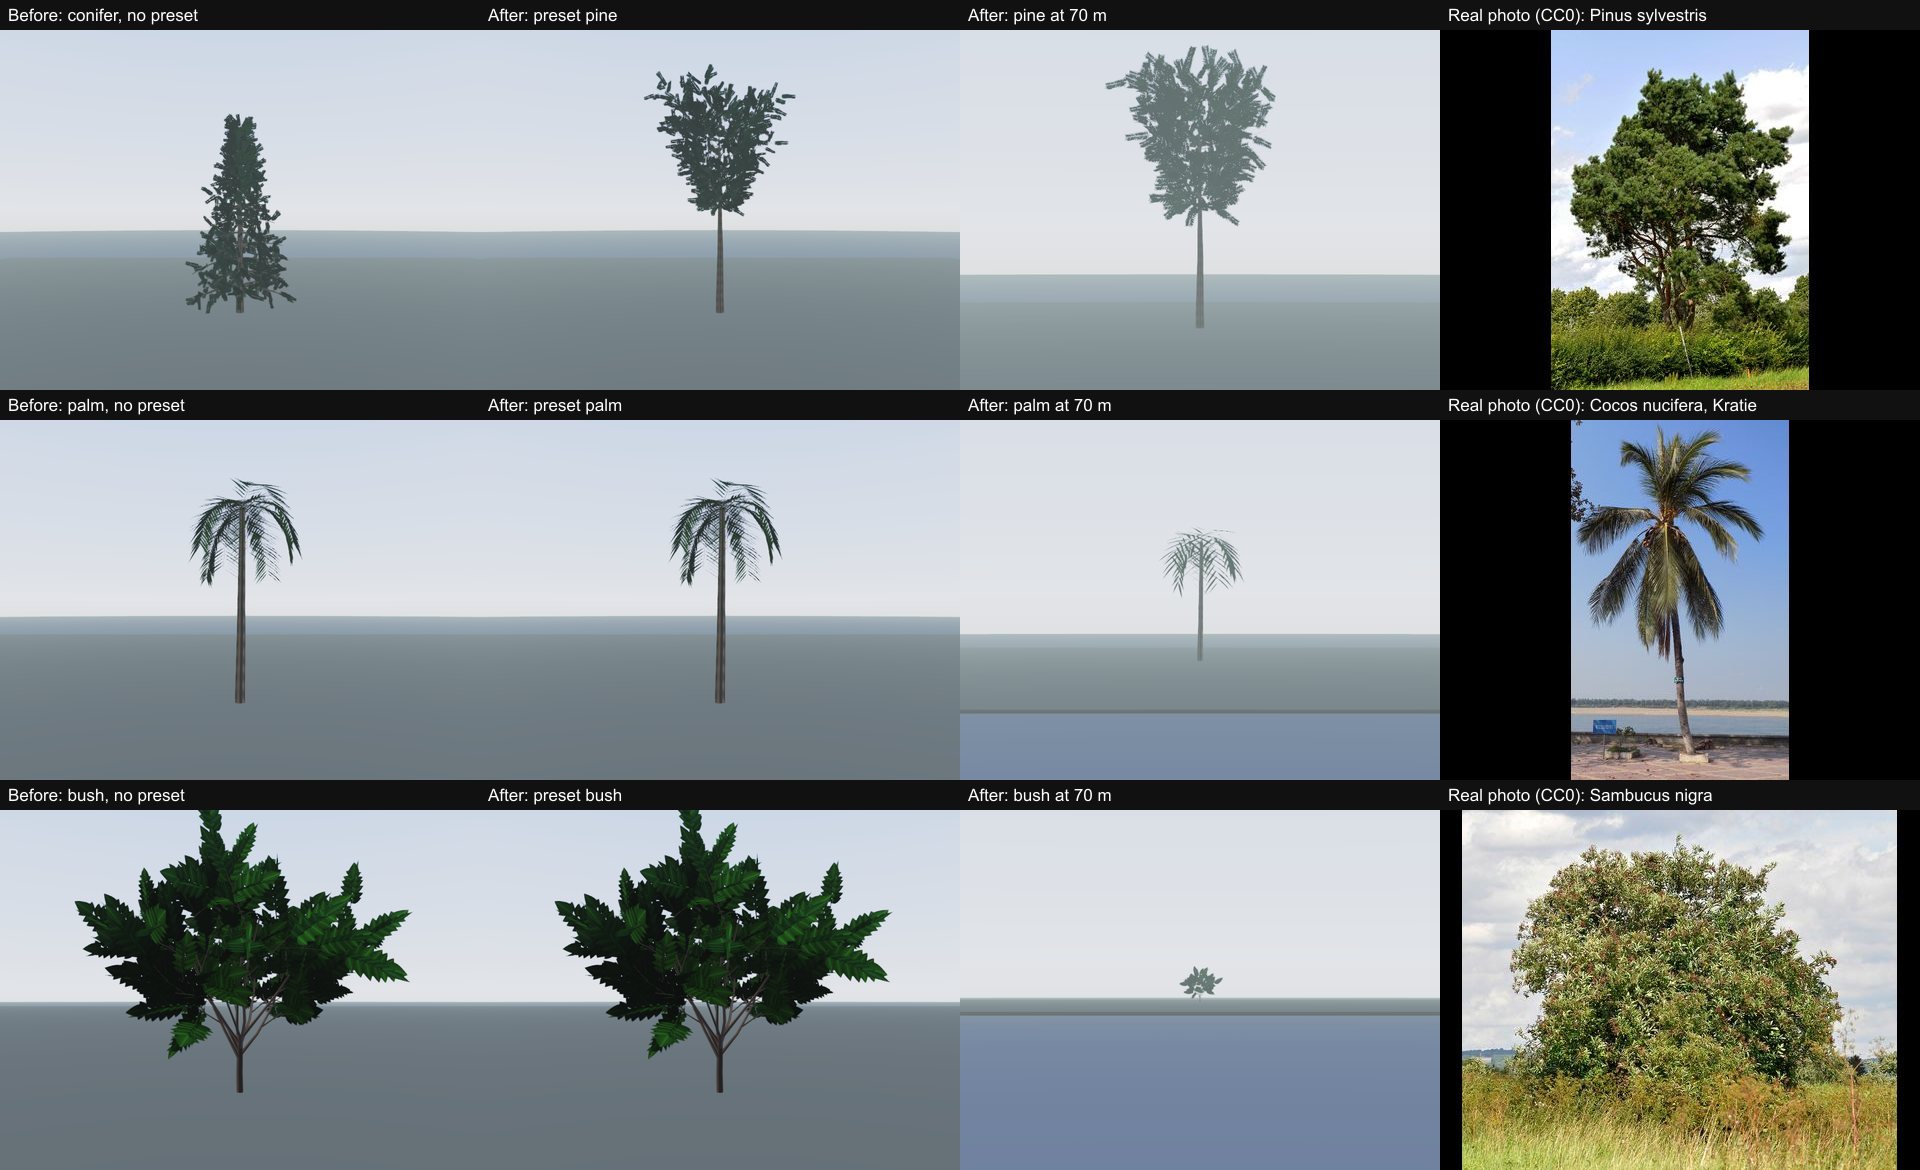 Before: conifer, no preset
After: preset pine
After: pine at 70 m
Real photo (CC0): Pinus sylvestris
Before: palm, no preset
After: preset palm
After: palm at 70 m
Real photo (CC0): Cocos nucifera, Kratie
Before: bush, no preset
After: preset bush
After: bush at 70 m
Real photo (CC0): Sambucus nigra